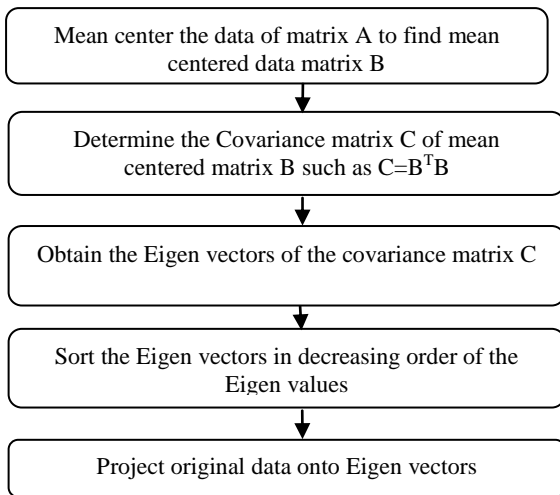 Mean center the data of matrix A to find mean
centered data matrix B
Determine the Covariance matrix C of mean
centered matrix B such as C=BᵀB
Obtain the Eigen vectors of the covariance matrix C
Sort the Eigen vectors in decreasing order of the
Eigen values
Project original data onto Eigen vectors